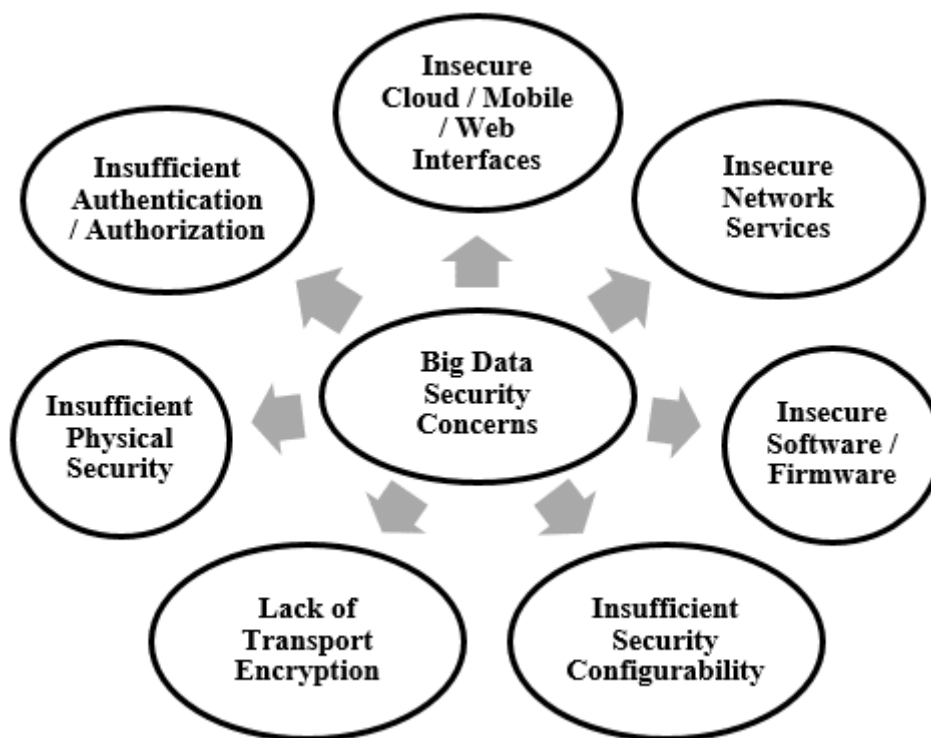 Insecure
Cloud / Mobile
/ Web
Interfaces
Insufficient
Authentication
/ Authorization
Insecure
Network
Services
Big Data
Security
Concerns
Insufficient
Physical
Security
Insecure
Software /
Firmware
Lack of
Transport
Encryption
Insufficient
Security
Configurability